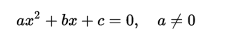 ax² + bx + c = 0, a ≠ 0